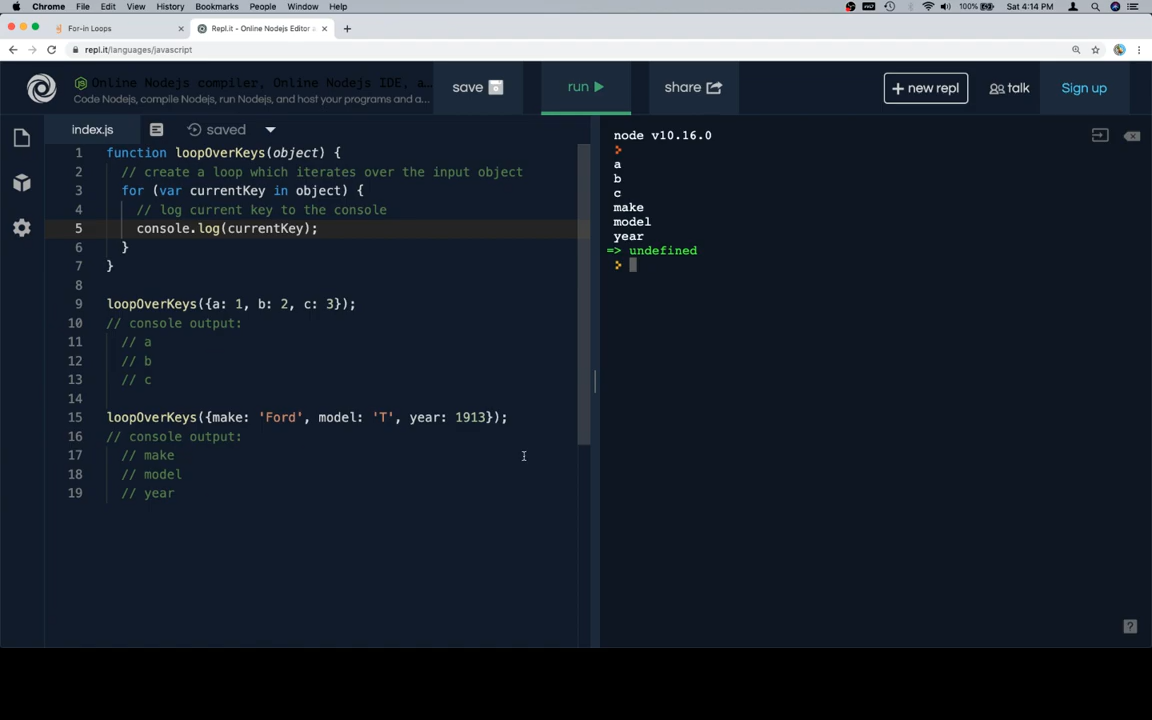 Chrome File Edit View History Bookmarks People Window Help 100% Sat 4:14 PM
For-in Loops
Repl.it - Online Nodejs Editor a
repl.it/languages/javascript
Online Nodejs compiler, Online Nodejs IDE, a...
Code Nodejs, compile Nodejs, run Nodejs, and host your programs and a...
save
run
share
+ new repl
talk
Sign up
index.js
saved
1 function loopOverKeys(object) {
2 // create a loop which iterates over the input object
3 for (var currentKey in object) {
4 // log current key to the console
5 console.log(currentKey);
6 }
7 }
8
9 loopOverKeys({a: 1, b: 2, c: 3});
10 // console output:
11 // a
12 // b
13 // c
14
15 loopOverKeys({make: 'Ford', model: 'T', year: 1913});
16 // console output:
17 // make
18 // model
19 // year
node v10.16.0
a
b
c
make
model
year
=> undefined
?